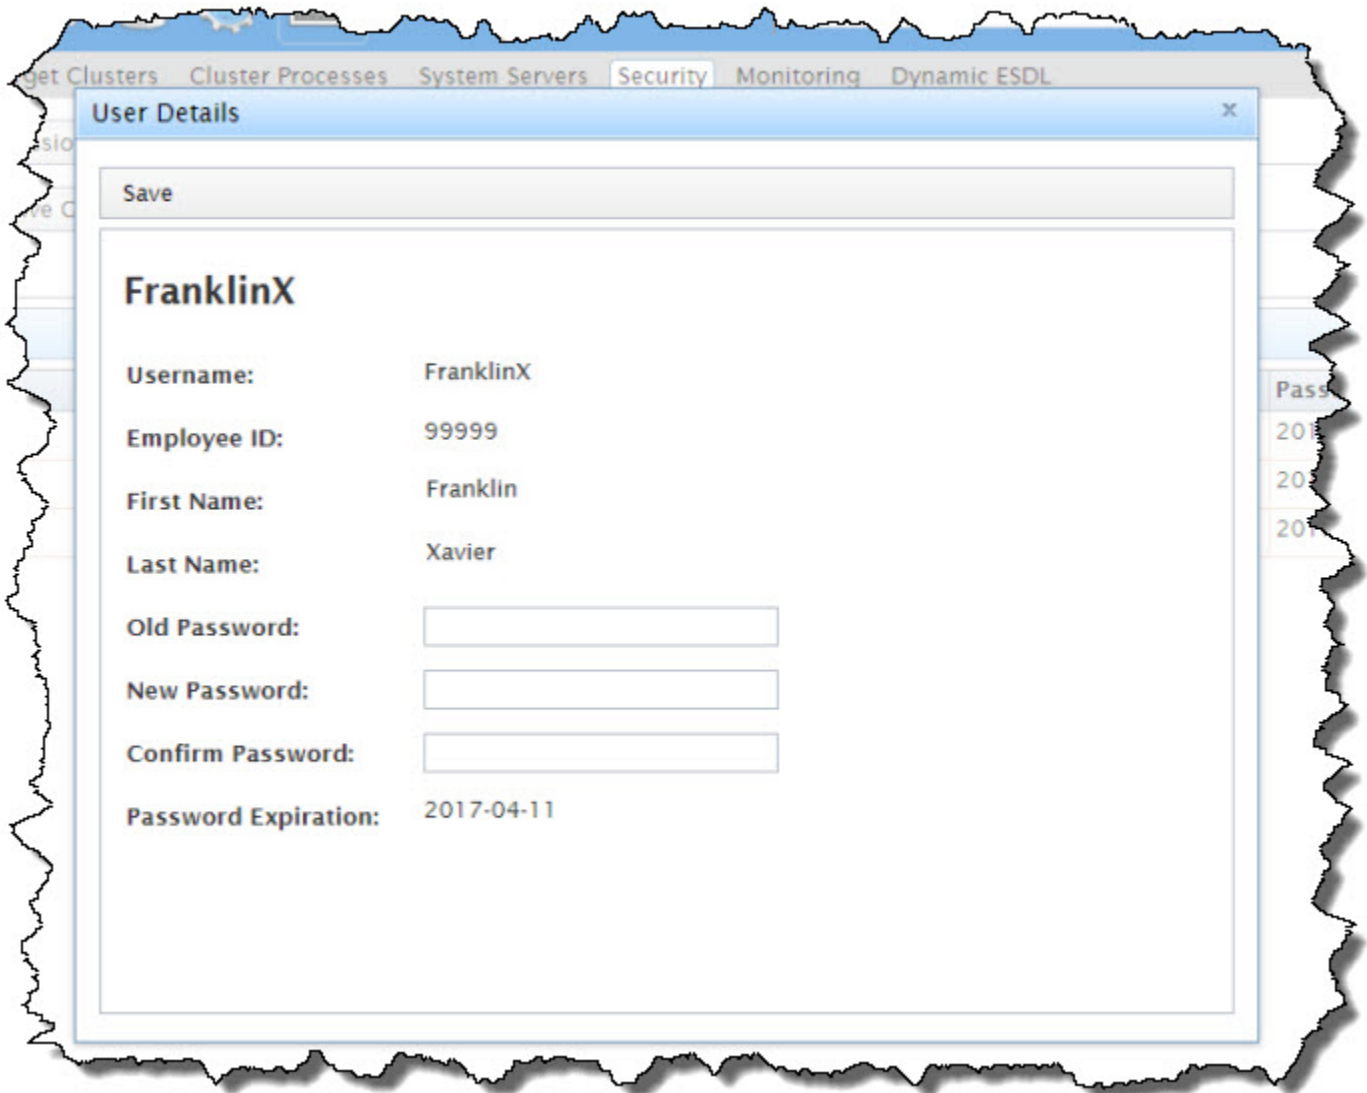 Clusters Cluster Processes System Servers Security Monitoring Dynamic ESDL
User Details x
Save
FranklinX
Username: FranklinX
Employee ID: 99999
First Name: Franklin
Last Name: Xavier
Old Password:
New Password:
Confirm Password:
Password Expiration: 2017-04-11